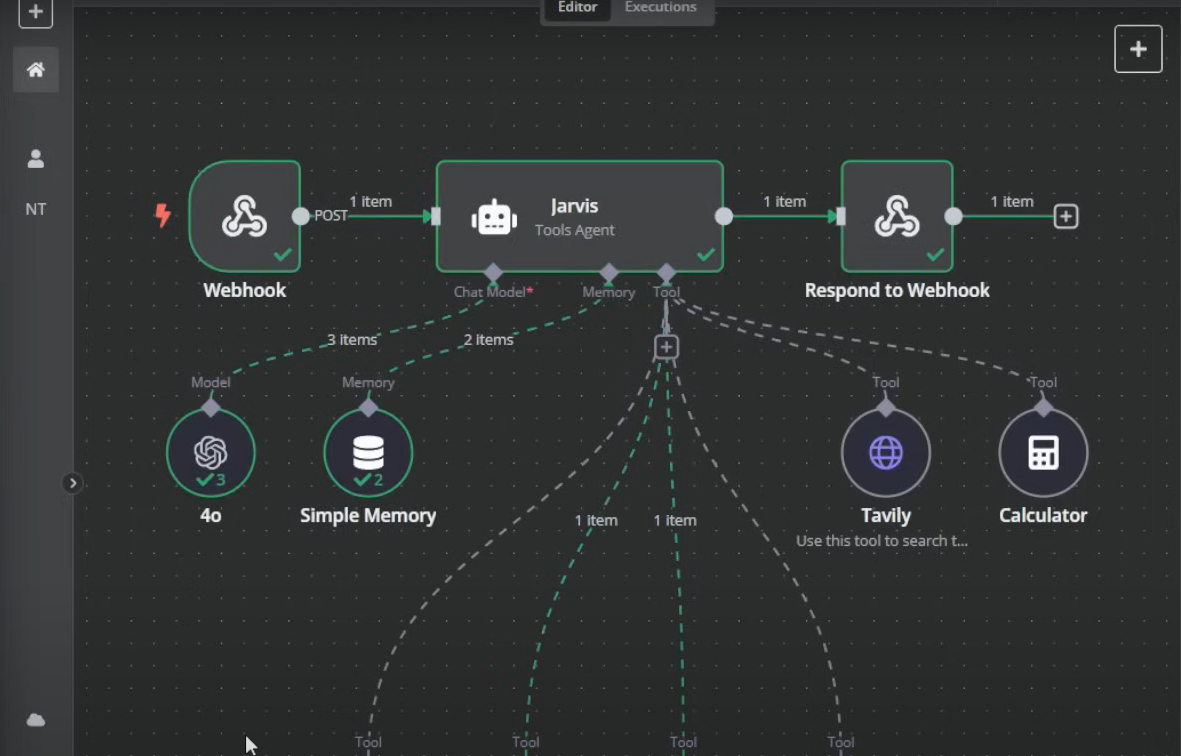 Editor Executions
NT
POST
1 item
Jarvis
Tools Agent
1 item
1 item
Webhook
Chat Model*
Memory
Tool
Respond to Webhook
3 items
2 items
Model
Memory
Tool
Tool
3
2
4o
Simple Memory
Tavily
Calculator
1 item
1 item
Use this tool to search t...
Tool
Tool
Tool
Tool